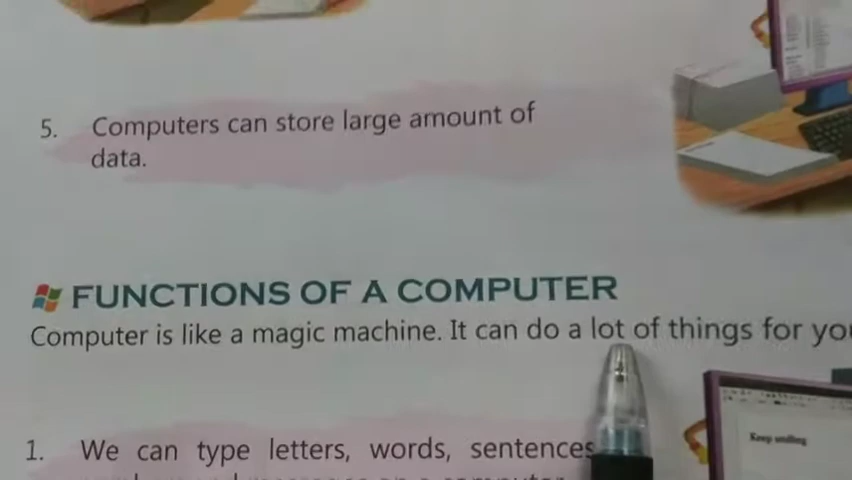 5. Computers can store large amount of
data.
FUNCTIONS OF A COMPUTER
Computer is like a magic machine. It can do a lot of things for you
1. We can type letters, words, sentences
Keep smiling